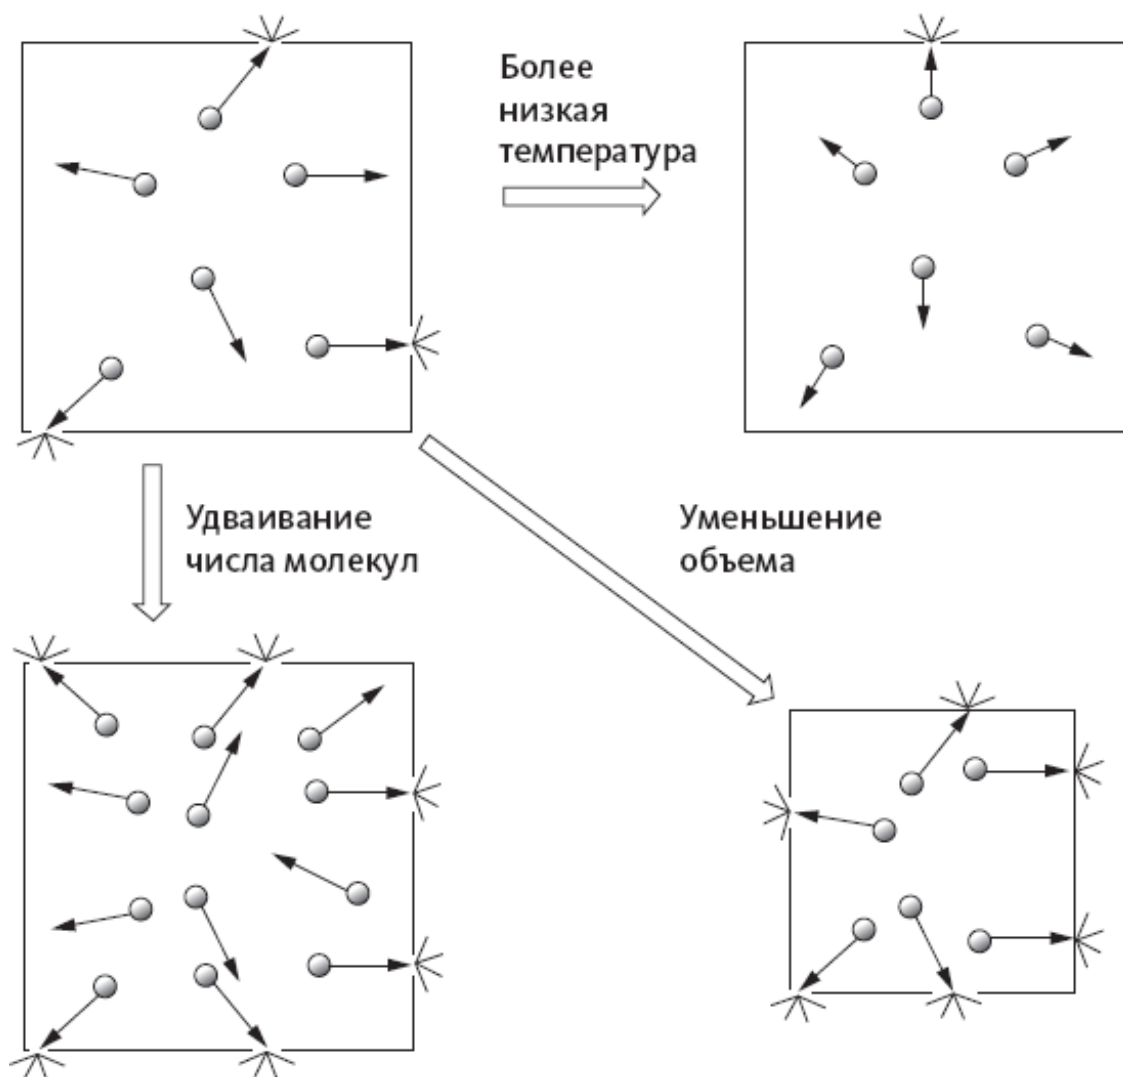 Более
низкая
температура
Удваивание
числа молекул
Уменьшение
объема